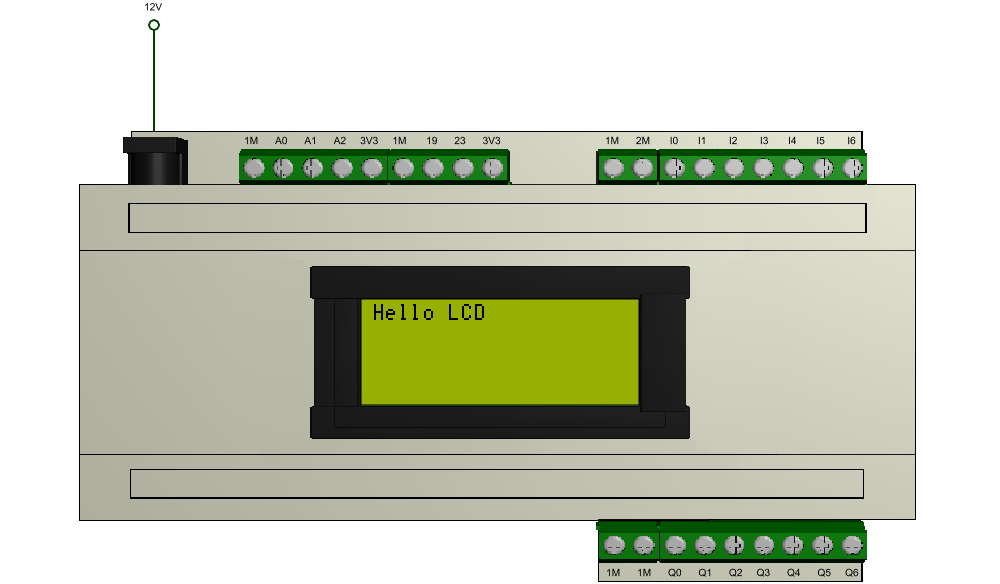 12V
1M A0 A1 A2 3V3 1M 19 23 3V3 1M 2M I0 I1 I2 I3 I4 I5 I6
Hello LCD
1M 1M Q0 Q1 Q2 Q3 Q4 Q5 Q6